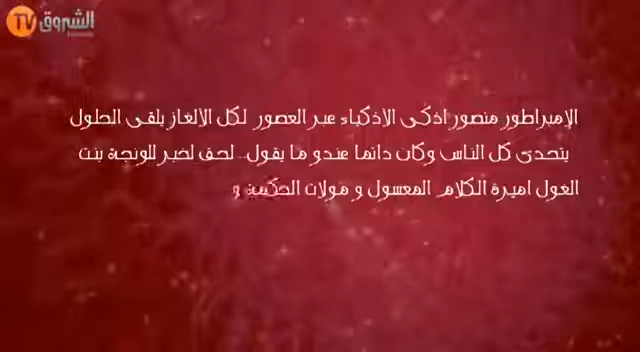 الشروق TV
الإمبراطور منصور اذكى الاذكياء عبر العصور لكل الالغاز يلقى الحلول
يتحدى كل الناس وكان دائما عندو ما يقول.. لحق لخبر للونجة بنت
الغول اميرة الكلام المعسول و مولات الحكمة و